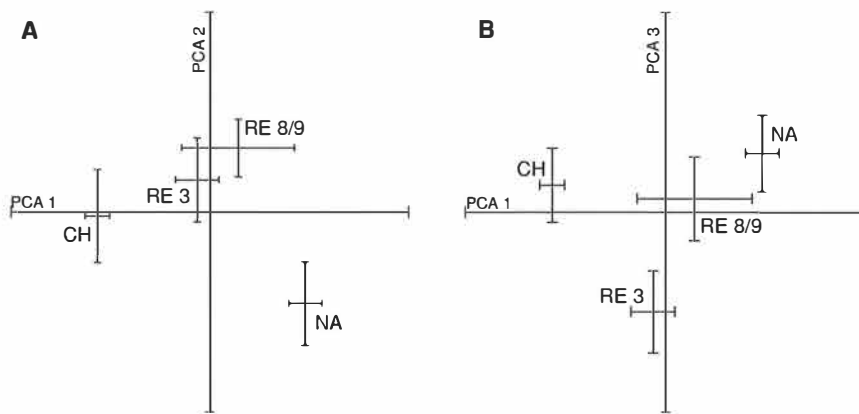 A
PCA 2
RE 8/9
RE 3
PCA 1
CH
NA
B
PCA 3
NA
CH
PCA 1
RE 8/9
RE 3